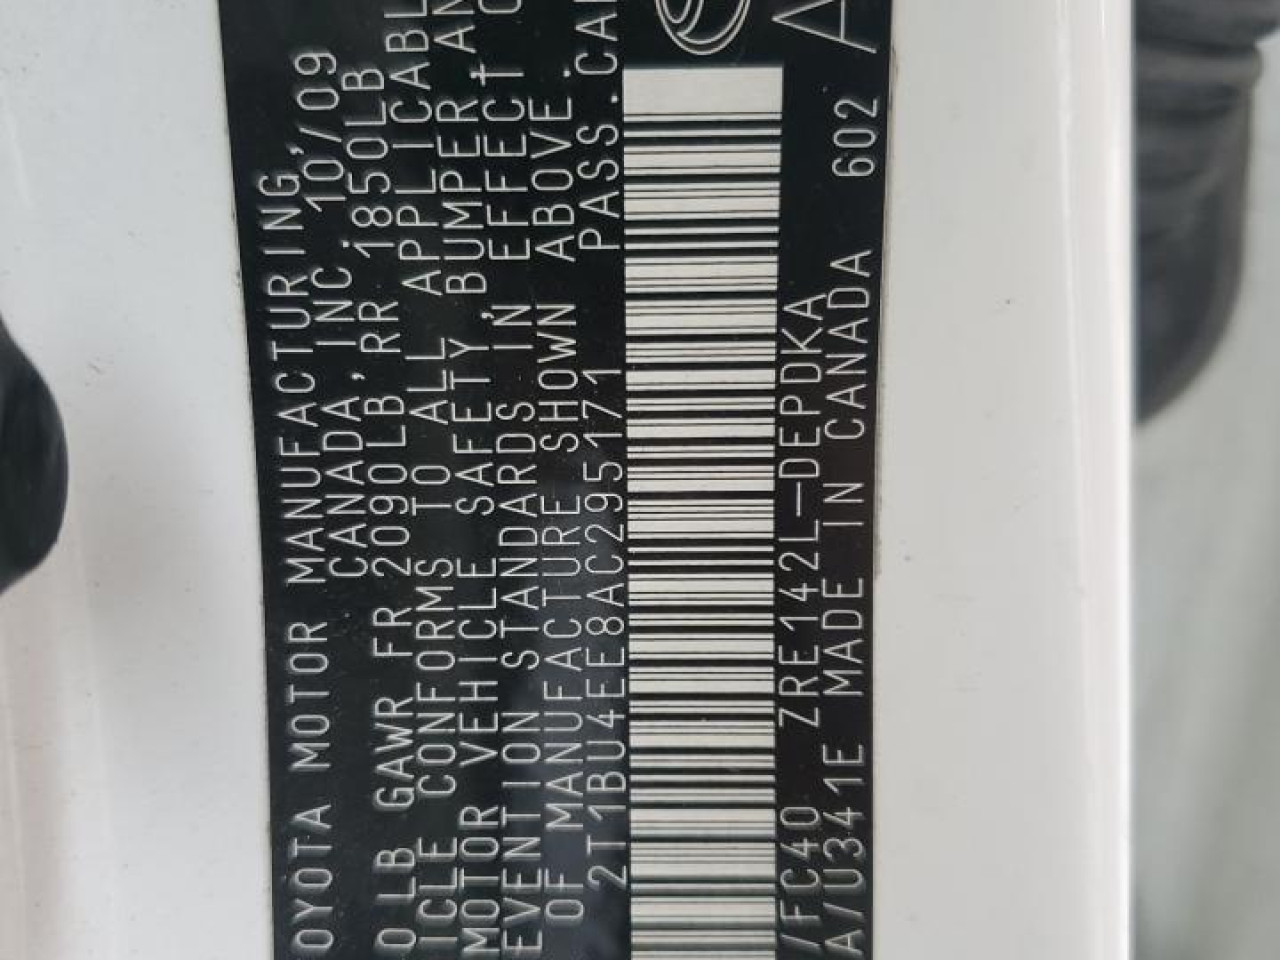 OYOTA MOTOR MANUFACTURING,
CANADA, INC. 10/09
0LB GAWR FR 2090LB, RR 1850LB
ICLE CONFORMS TO ALL APPLICABL
MOTOR VEHICLE SAFETY, BUMPER AN
EVENTION STANDARDS IN EFFECT O
OF MANUFACTURE SHOWN ABOVE.
2T1BU4EE8AC295171 PASS.CAR
/FC40 ZRE142L-DEPDKA
A/U341E MADE IN CANADA 602